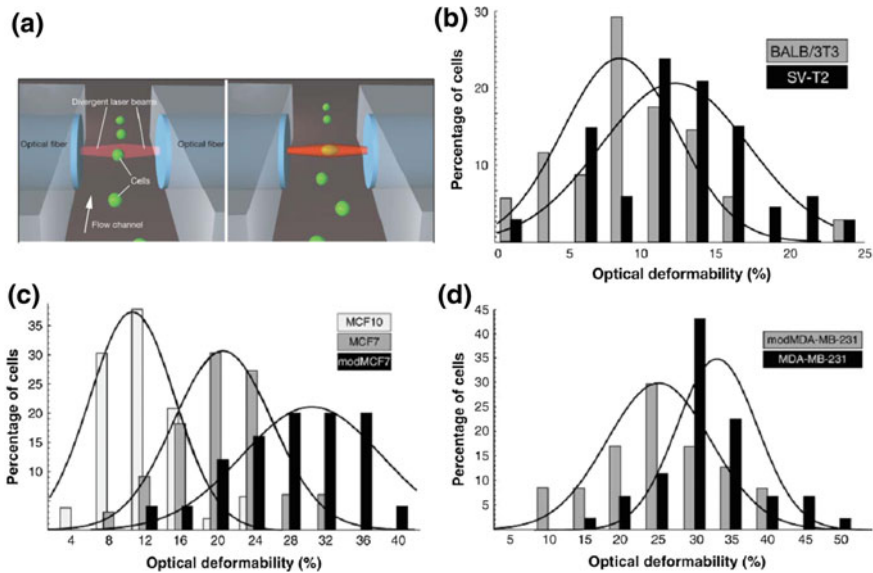 (a)
Divergent laser beams
Optical fiber
Optical fiber
Cells
Flow channel
(b)
Percentage of cells
30
20
10
BALB/3T3
SV-T2
0 5 10 15 20 25
Optical deformability (%)
(c)
Percentage of cells
35
30
25
20
15
10
5
MCF10
MCF7
modMCF7
4 8 12 16 20 24 28 32 36 40
Optical deformability (%)
(d)
Percentage of cells
45
40
35
30
25
20
15
10
5
modMDA-MB-231
MDA-MB-231
5 10 15 20 25 30 35 40 45 50
Optical deformability (%)